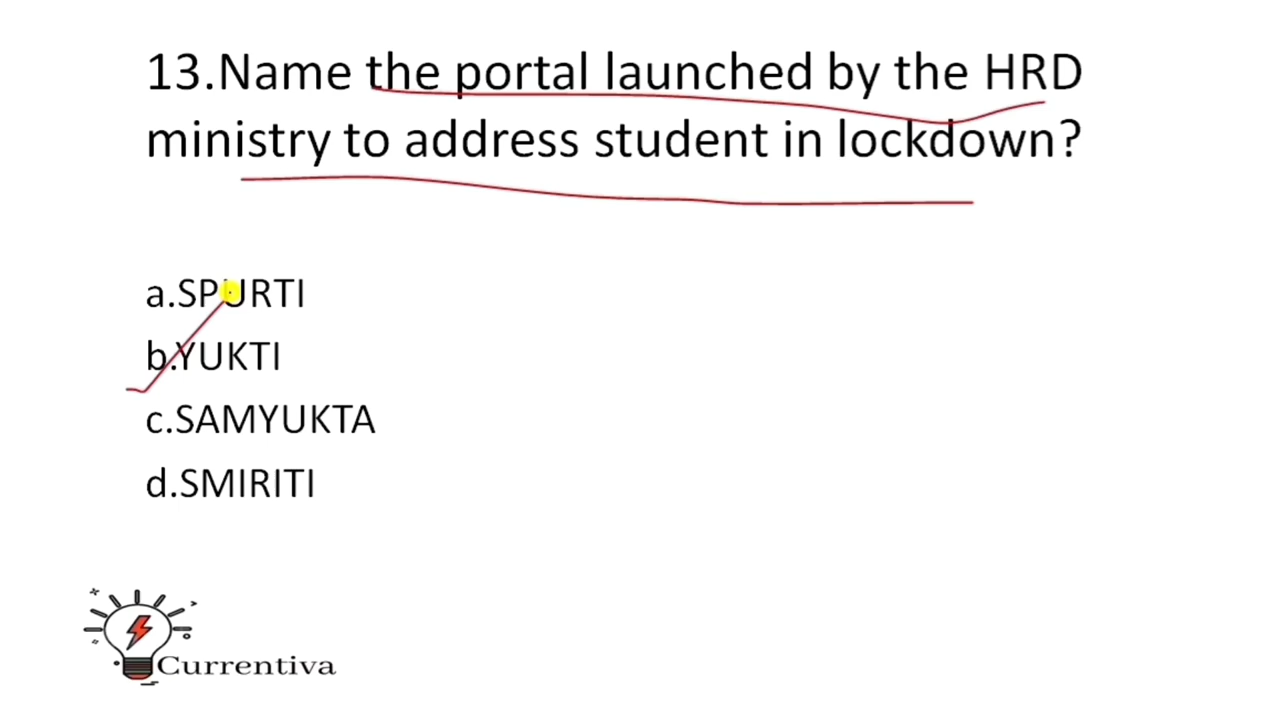 13.Name the portal launched by the HRD
ministry to address student in lockdown?
a.SPURTI
b.YUKTI
c.SAMYUKTA
d.SMIRITI
Currentiva